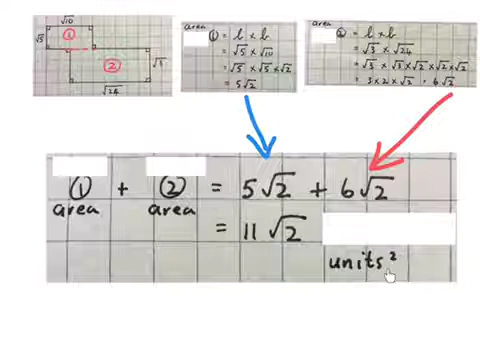 √10
√5
①
②
√3
√24
area
① = l × b
= √5 × √10
= √5 × √5 × √2
= 5√2
area
② = l × b
= √3 × √24
= √3 × √3 × √2 × √2 × √2
= 3 × 2 × √2 = 6√2
① + ② = 5√2 + 6√2
area area
= 11√2
units²